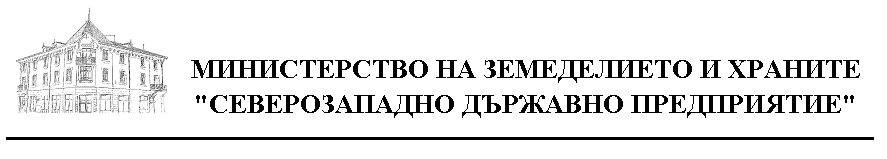 МИНИСТЕРСТВО НА ЗЕМЕДЕЛИЕТО И ХРАНИТЕ
"СЕВЕРОЗАПАДНО ДЪРЖАВНО ПРЕДПРИЯТИЕ"